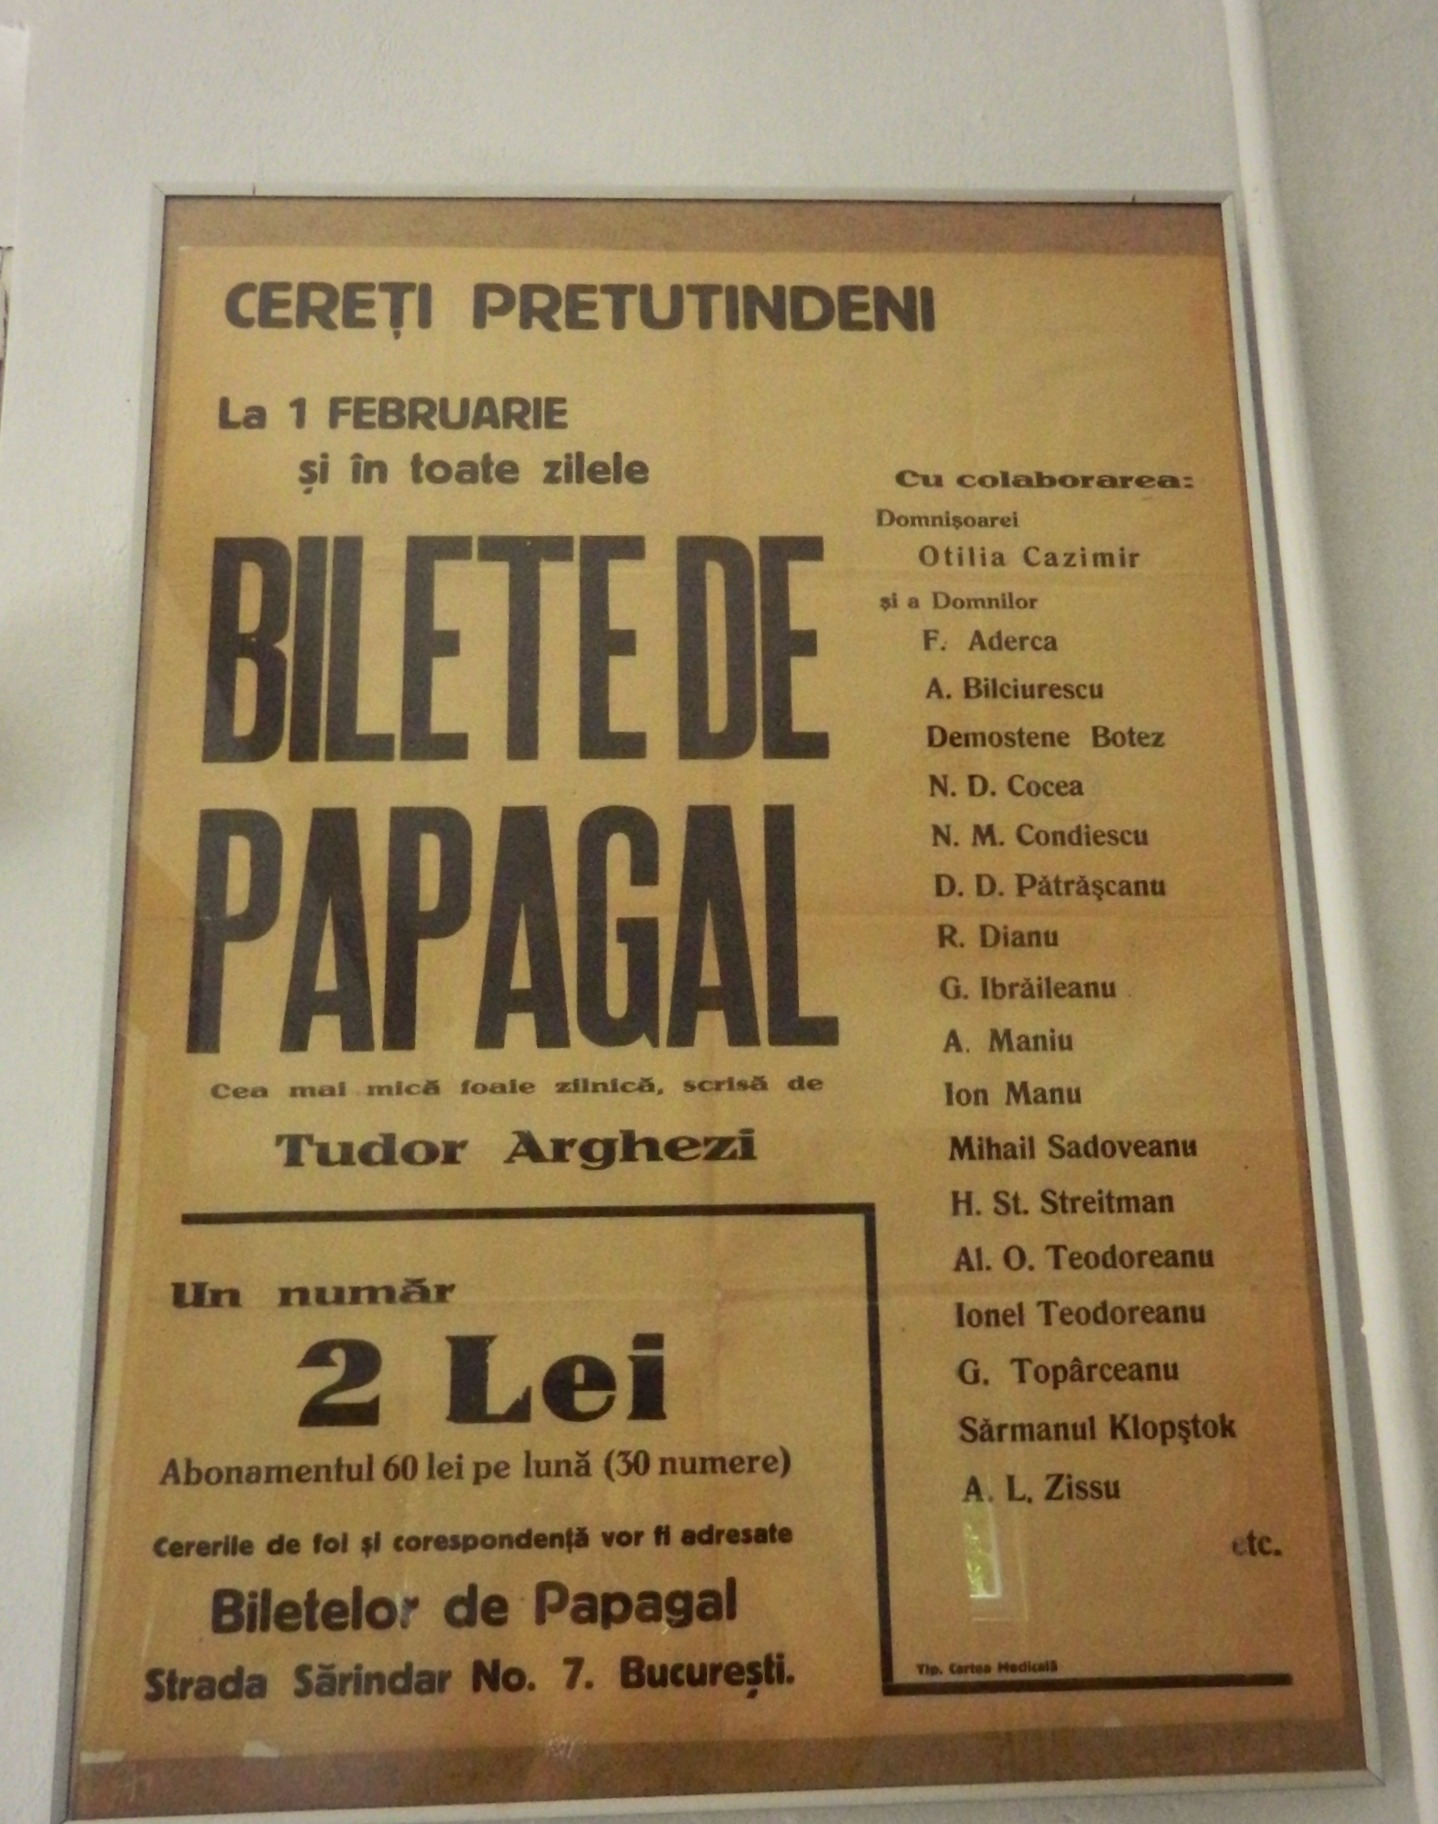 CEREȚI PRETUTINDENI
La 1 FEBRUARIE
și în toate zilele
BILETE DE
PAPAGAL
Cea mai mică foaie zilnică, scrisă de
Tudor Arghezi
Un număr
2 Lei
Abonamentul 60 lei pe lună (30 numere)
Cererile de foi și corespondență vor fi adresate
Biletelor de Papagal
Strada Sărindar No. 7. București.
Cu colaborarea:
Domnișoarei
Otilia Cazimir
și a Domnilor
F. Aderca
A. Bilciurescu
Demostene Botez
N. D. Cocea
N. M. Condiescu
D. D. Pătrășcanu
R. Dianu
G. Ibrăileanu
A. Maniu
Ion Manu
Mihail Sadoveanu
H. St. Streitman
Al. O. Teodoreanu
Ionel Teodoreanu
G. Topârceanu
Sărmanul Klopștok
A. L. Zissu
etc.
Tip. Cartea Medicală